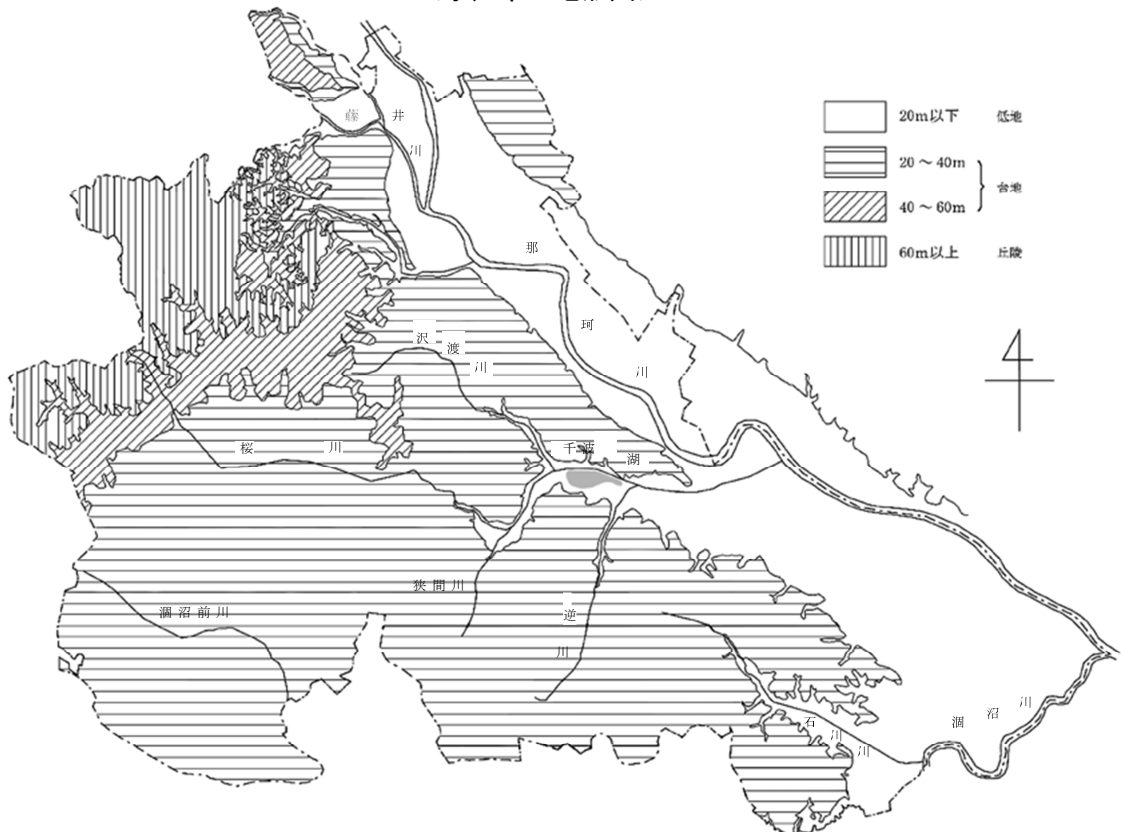 20m以下 低地
20～40m
台地
40～60m
60m以上 丘陵
藤井川
那珂川
沢渡川
桜川
千波湖
狭間川
逆川
涸沼前川
石川川
涸沼川